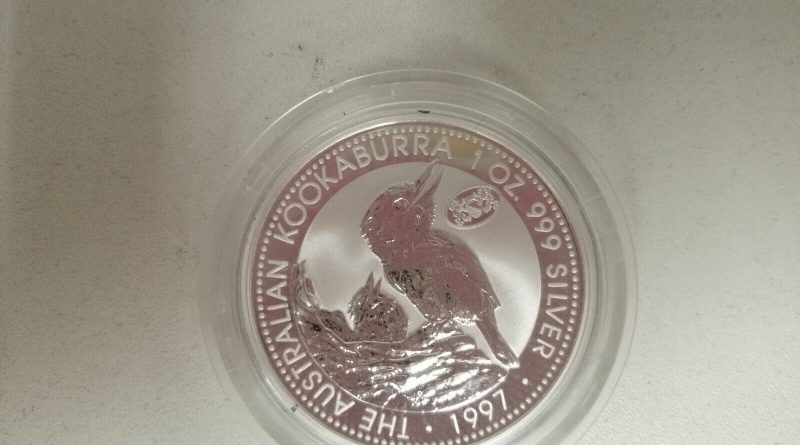 THE AUSTRALIAN KOOKABURRA 1 OZ 999 SILVER • 1997 •